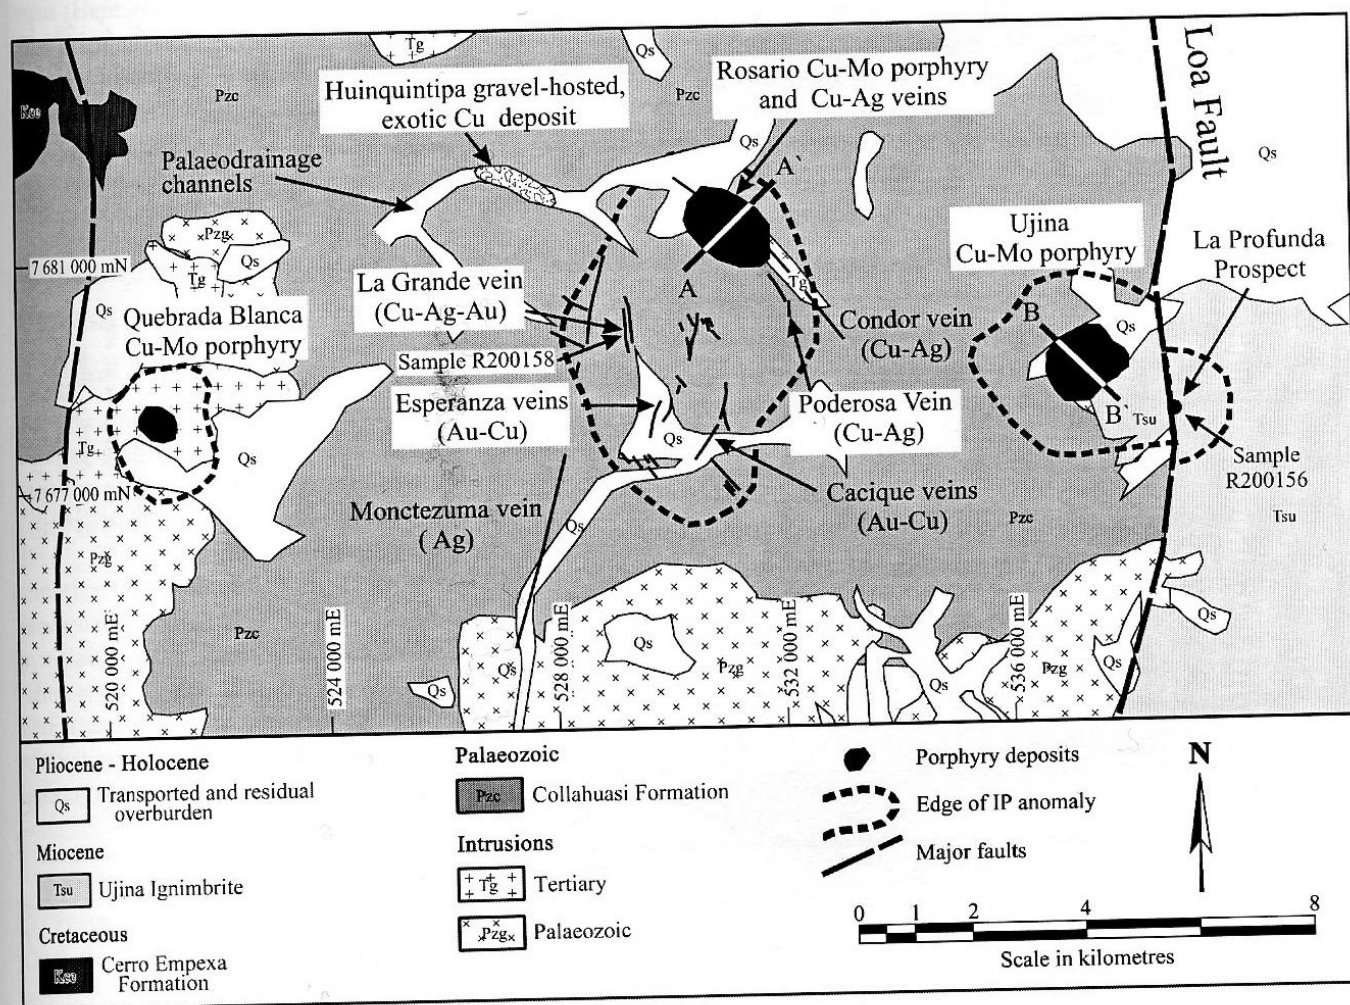 Tg
Qs
Huinquintipa gravel-hosted,
exotic Cu deposit
Rosario Cu-Mo porphyry
and Cu-Ag veins
Loa Fault
Kce
Pzc
Pzc
Qs
Qs
Palaeodrainage
channels
A`
Pzg
Qs
Tg
7 681 000 mN
Ujina
Cu-Mo porphyry
La Profunda
Prospect
Qs
Quebrada Blanca
Cu-Mo porphyry
La Grande vein
(Cu-Ag-Au)
A
Tg
Condor vein
(Cu-Ag)
B
Qs
Sample R200158
Esperanza veins
(Au-Cu)
Poderosa Vein
(Cu-Ag)
B`
Tsu
Tg
Qs
Qs
Sample
R200156
7 677 000 mN
Monctezuma vein
(Ag)
Cacique veins
(Au-Cu)
Qs
Pzc
Tsu
Pzg
Pzc
Qs
Qs
Qs
Pzg
Qs
Pzg
Qs
Qs
520 000 mE
524 000 mE
528 000 mE
532 000 mE
536 000 mE
Pliocene - Holocene
Qs
Transported and residual
overburden
Miocene
Tsu
Ujina Ignimbrite
Cretaceous
Kce
Cerro Empexa
Formation
Palaeozoic
Pzc
Collahuasi Formation
Intrusions
Tg
Tertiary
Pzg
Palaeozoic
Porphyry deposits
Edge of IP anomaly
Major faults
N
0 1 2 4 8
Scale in kilometres